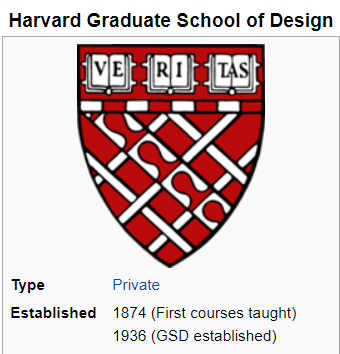 Harvard Graduate School of Design
VE RI TAS
Type Private
Established 1874 (First courses taught)
1936 (GSD established)